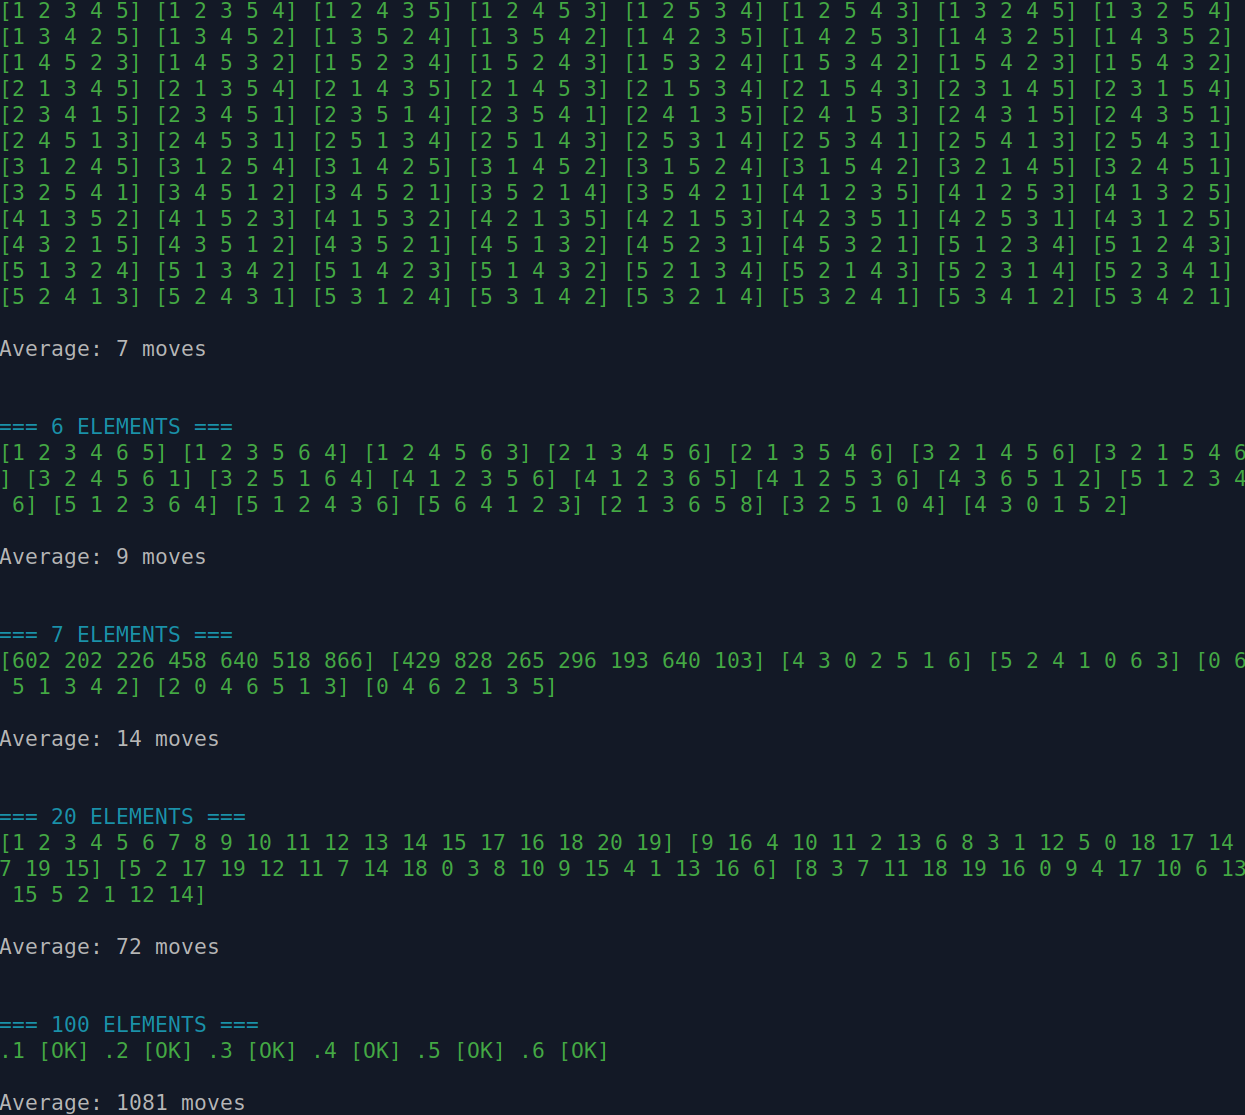 [1 2 3 4 5] [1 2 3 5 4] [1 2 4 3 5] [1 2 4 5 3] [1 2 5 3 4] [1 2 5 4 3] [1 3 2 4 5] [1 3 2 5 4]
[1 3 4 2 5] [1 3 4 5 2] [1 3 5 2 4] [1 3 5 4 2] [1 4 2 3 5] [1 4 2 5 3] [1 4 3 2 5] [1 4 3 5 2]
[1 4 5 2 3] [1 4 5 3 2] [1 5 2 3 4] [1 5 2 4 3] [1 5 3 2 4] [1 5 3 4 2] [1 5 4 2 3] [1 5 4 3 2]
[2 1 3 4 5] [2 1 3 5 4] [2 1 4 3 5] [2 1 4 5 3] [2 1 5 3 4] [2 1 5 4 3] [2 3 1 4 5] [2 3 1 5 4]
[2 3 4 1 5] [2 3 4 5 1] [2 3 5 1 4] [2 3 5 4 1] [2 4 1 3 5] [2 4 1 5 3] [2 4 3 1 5] [2 4 3 5 1]
[2 4 5 1 3] [2 4 5 3 1] [2 5 1 3 4] [2 5 1 4 3] [2 5 3 1 4] [2 5 3 4 1] [2 5 4 1 3] [2 5 4 3 1]
[3 1 2 4 5] [3 1 2 5 4] [3 1 4 2 5] [3 1 4 5 2] [3 1 5 2 4] [3 1 5 4 2] [3 2 1 4 5] [3 2 4 5 1]
[3 2 5 4 1] [3 4 5 1 2] [3 4 5 2 1] [3 5 2 1 4] [3 5 4 2 1] [4 1 2 3 5] [4 1 2 5 3] [4 1 3 2 5]
[4 1 3 5 2] [4 1 5 2 3] [4 1 5 3 2] [4 2 1 3 5] [4 2 1 5 3] [4 2 3 5 1] [4 2 5 3 1] [4 3 1 2 5]
[4 3 2 1 5] [4 3 5 1 2] [4 3 5 2 1] [4 5 1 3 2] [4 5 2 3 1] [4 5 3 2 1] [5 1 2 3 4] [5 1 2 4 3]
[5 1 3 2 4] [5 1 3 4 2] [5 1 4 2 3] [5 1 4 3 2] [5 2 1 3 4] [5 2 1 4 3] [5 2 3 1 4] [5 2 3 4 1]
[5 2 4 1 3] [5 2 4 3 1] [5 3 1 2 4] [5 3 1 4 2] [5 3 2 1 4] [5 3 2 4 1] [5 3 4 1 2] [5 3 4 2 1]
Average: 7 moves
=== 6 ELEMENTS ===
[1 2 3 4 6 5] [1 2 3 5 6 4] [1 2 4 5 6 3] [2 1 3 4 5 6] [2 1 3 5 4 6] [3 2 1 4 5 6] [3 2 1 5 4 6
] [3 2 4 5 6 1] [3 2 5 1 6 4] [4 1 2 3 5 6] [4 1 2 3 6 5] [4 1 2 5 3 6] [4 3 6 5 1 2] [5 1 2 3 4
6] [5 1 2 3 6 4] [5 1 2 4 3 6] [5 6 4 1 2 3] [2 1 3 6 5 8] [3 2 5 1 0 4] [4 3 0 1 5 2]
Average: 9 moves
=== 7 ELEMENTS ===
[602 202 226 458 640 518 866] [429 828 265 296 193 640 103] [4 3 0 2 5 1 6] [5 2 4 1 0 6 3] [0 6
5 1 3 4 2] [2 0 4 6 5 1 3] [0 4 6 2 1 3 5]
Average: 14 moves
=== 20 ELEMENTS ===
[1 2 3 4 5 6 7 8 9 10 11 12 13 14 15 17 16 18 20 19] [9 16 4 10 11 2 13 6 8 3 1 12 5 0 18 17 14
7 19 15] [5 2 17 19 12 11 7 14 18 0 3 8 10 9 15 4 1 13 16 6] [8 3 7 11 18 19 16 0 9 4 17 10 6 13
15 5 2 1 12 14]
Average: 72 moves
=== 100 ELEMENTS ===
.1 [OK] .2 [OK] .3 [OK] .4 [OK] .5 [OK] .6 [OK]
Average: 1081 moves